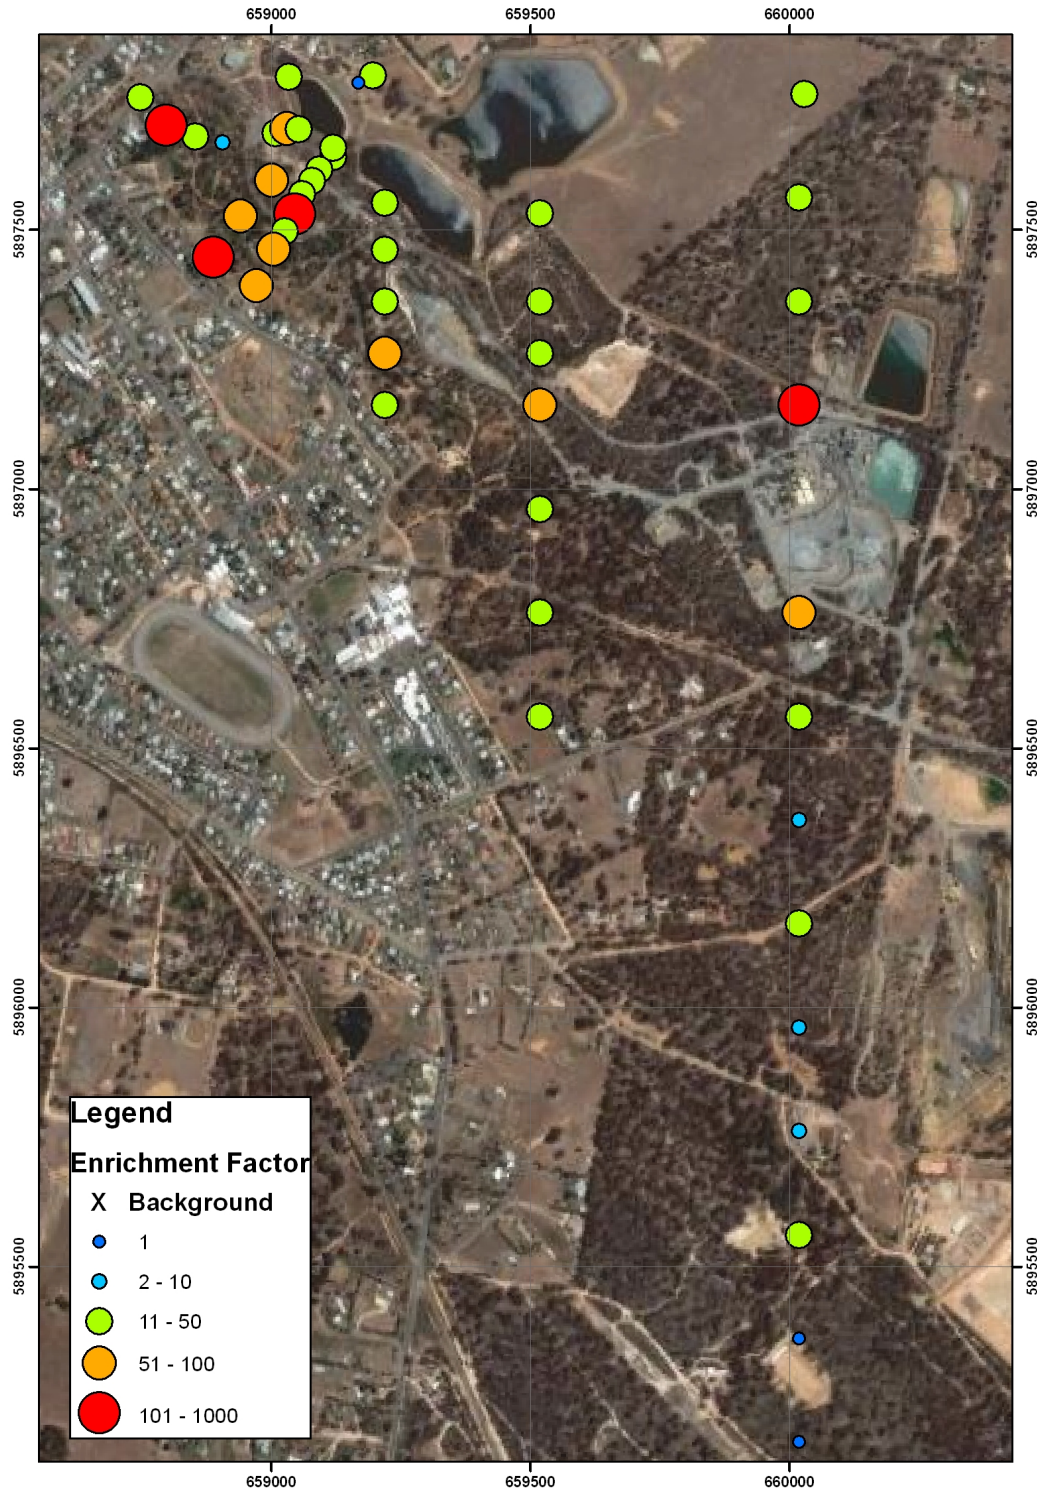 659000 659500 660000
5897500 5897500
5897000 5897000
5896500 5896500
5896000 5896000
5895500 5895500
Legend
Enrichment Factor
X Background
1
2 - 10
11 - 50
51 - 100
101 - 1000
659000 659500 660000